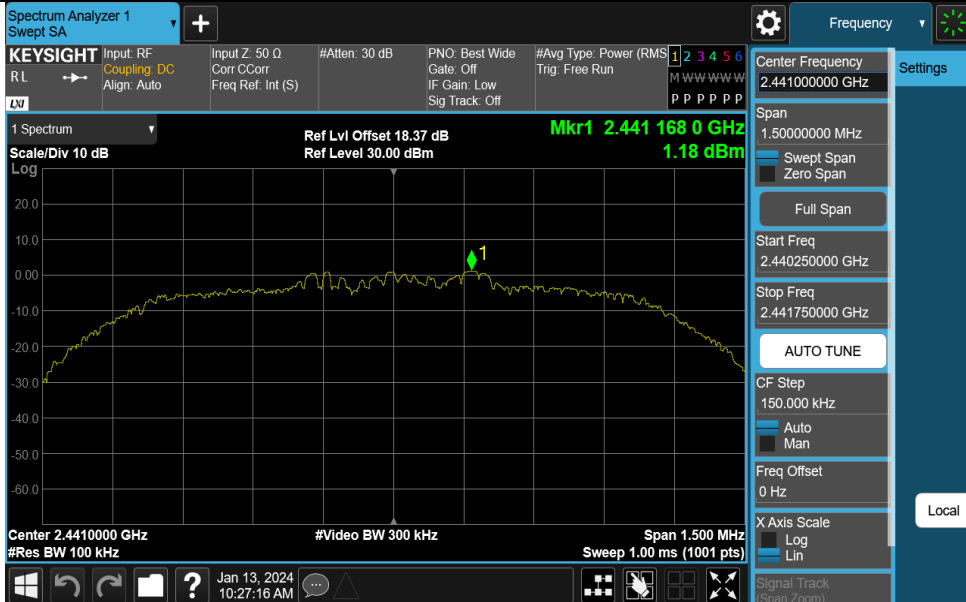 Spectrum Analyzer 1
Swept SA
+
Frequency
KEYSIGHT
R L
LXI
Input: RF
Coupling: DC
Align: Auto
Input Z: 50 Ω
Corr CCorr
Freq Ref: Int (S)
#Atten: 30 dB
PNO: Best Wide
Gate: Off
IF Gain: Low
Sig Track: Off
#Avg Type: Power (RMS
Trig: Free Run
1 2 3 4 5 6
M W W W W W
P P P P P P
Center Frequency
2.441000000 GHz
Settings
Span
1.50000000 MHz
Swept Span
Zero Span
Full Span
Start Freq
2.440250000 GHz
Stop Freq
2.441750000 GHz
AUTO TUNE
CF Step
150.000 kHz
Auto
Man
Freq Offset
0 Hz
X Axis Scale
Log
Lin
Signal Track
(Span Zoom)
Local
1 Spectrum
Scale/Div 10 dB
Log
Ref Lvl Offset 18.37 dB
Ref Level 30.00 dBm
Mkr1 2.441 168 0 GHz
1.18 dBm
20.0
10.0
0.00
-10.0
-20.0
-30.0
-40.0
-50.0
-60.0
1
Center 2.4410000 GHz
#Res BW 100 kHz
#Video BW 300 kHz
Span 1.500 MHz
Sweep 1.00 ms (1001 pts)
?
Jan 13, 2024
10:27:16 AM